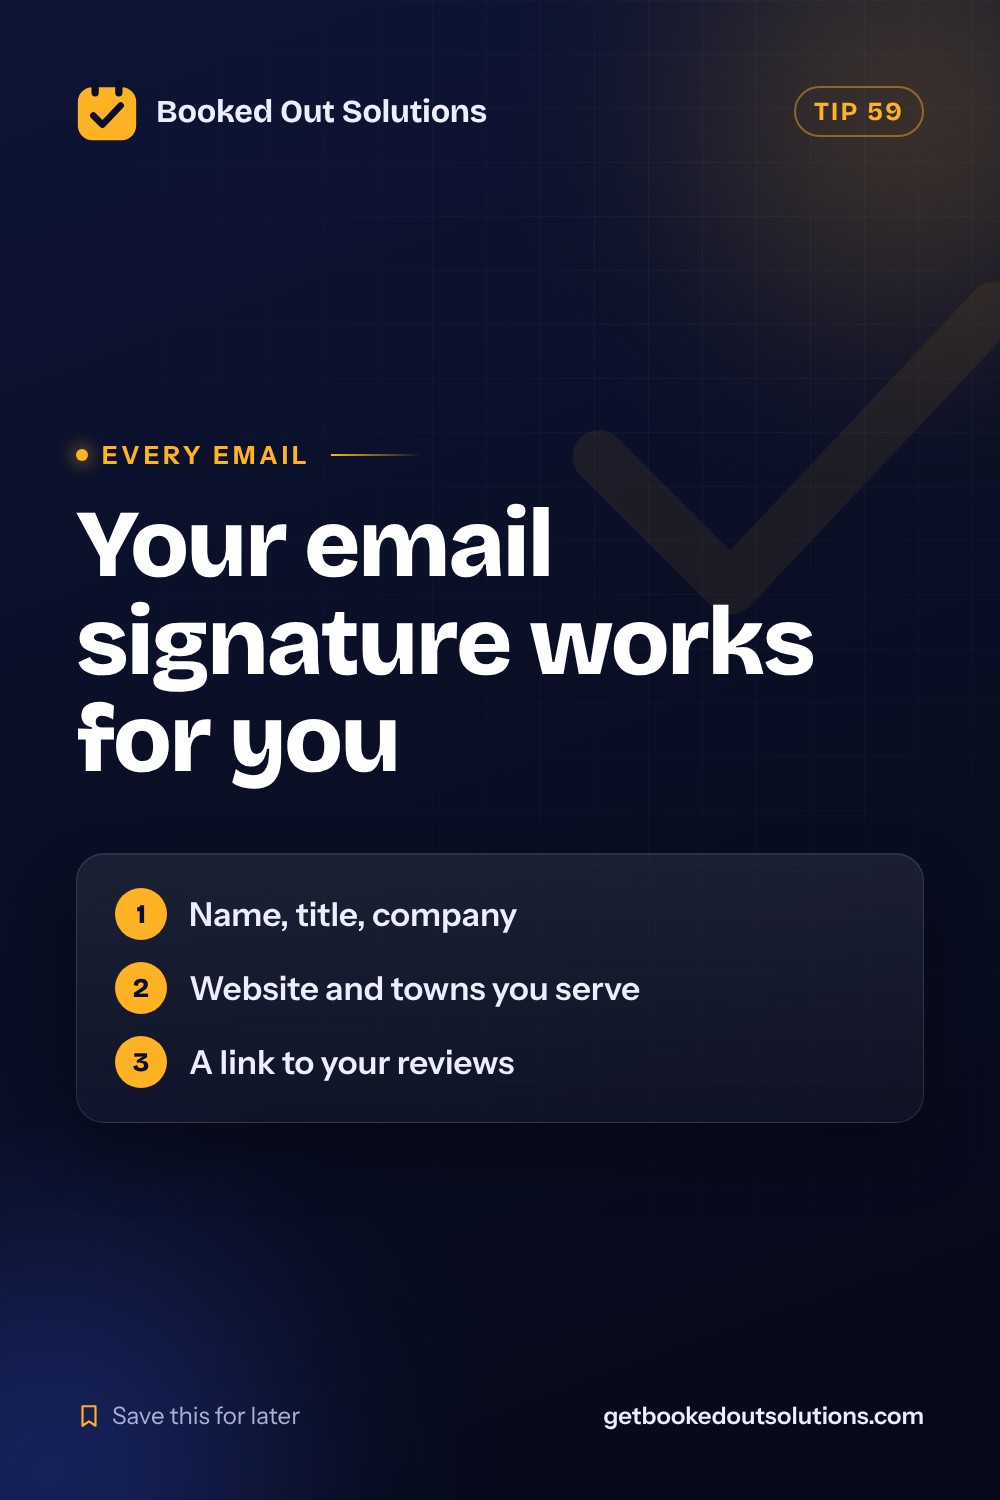 Booked Out Solutions
TIP 59
EVERY EMAIL
Your email
signature works
for you
1 Name, title, company
2 Website and towns you serve
3 A link to your reviews
Save this for later
getbookedoutsolutions.com